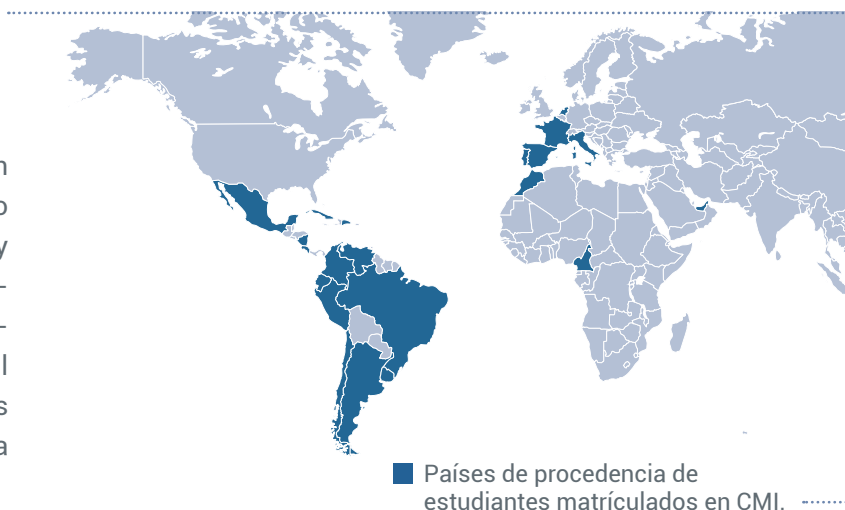 n
o
y
–
–
l
s
a
Países de procedencia de
estudiantes matrículados en CMI.